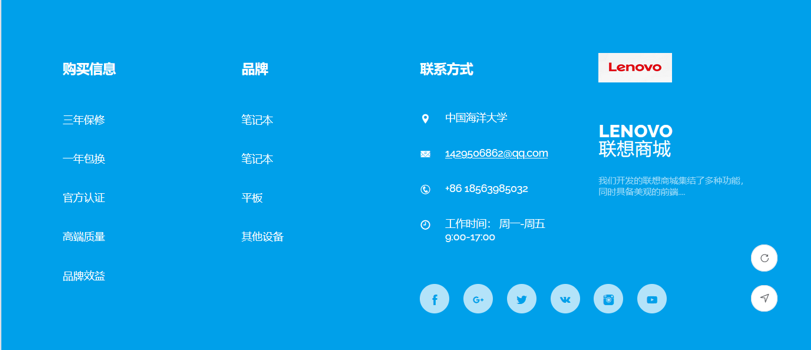 购买信息
三年保修
一年包换
官方认证
高端质量
品牌效益
品牌
笔记本
笔记本
平板
其他设备
联系方式
中国海洋大学
1429506862@qq.com
+86 18563985032
工作时间： 周一-周五
9:00-17:00
Lenovo
LENOVO
联想商城
我们开发的联想商城集结了多种功能，
同时具备美观的前端....